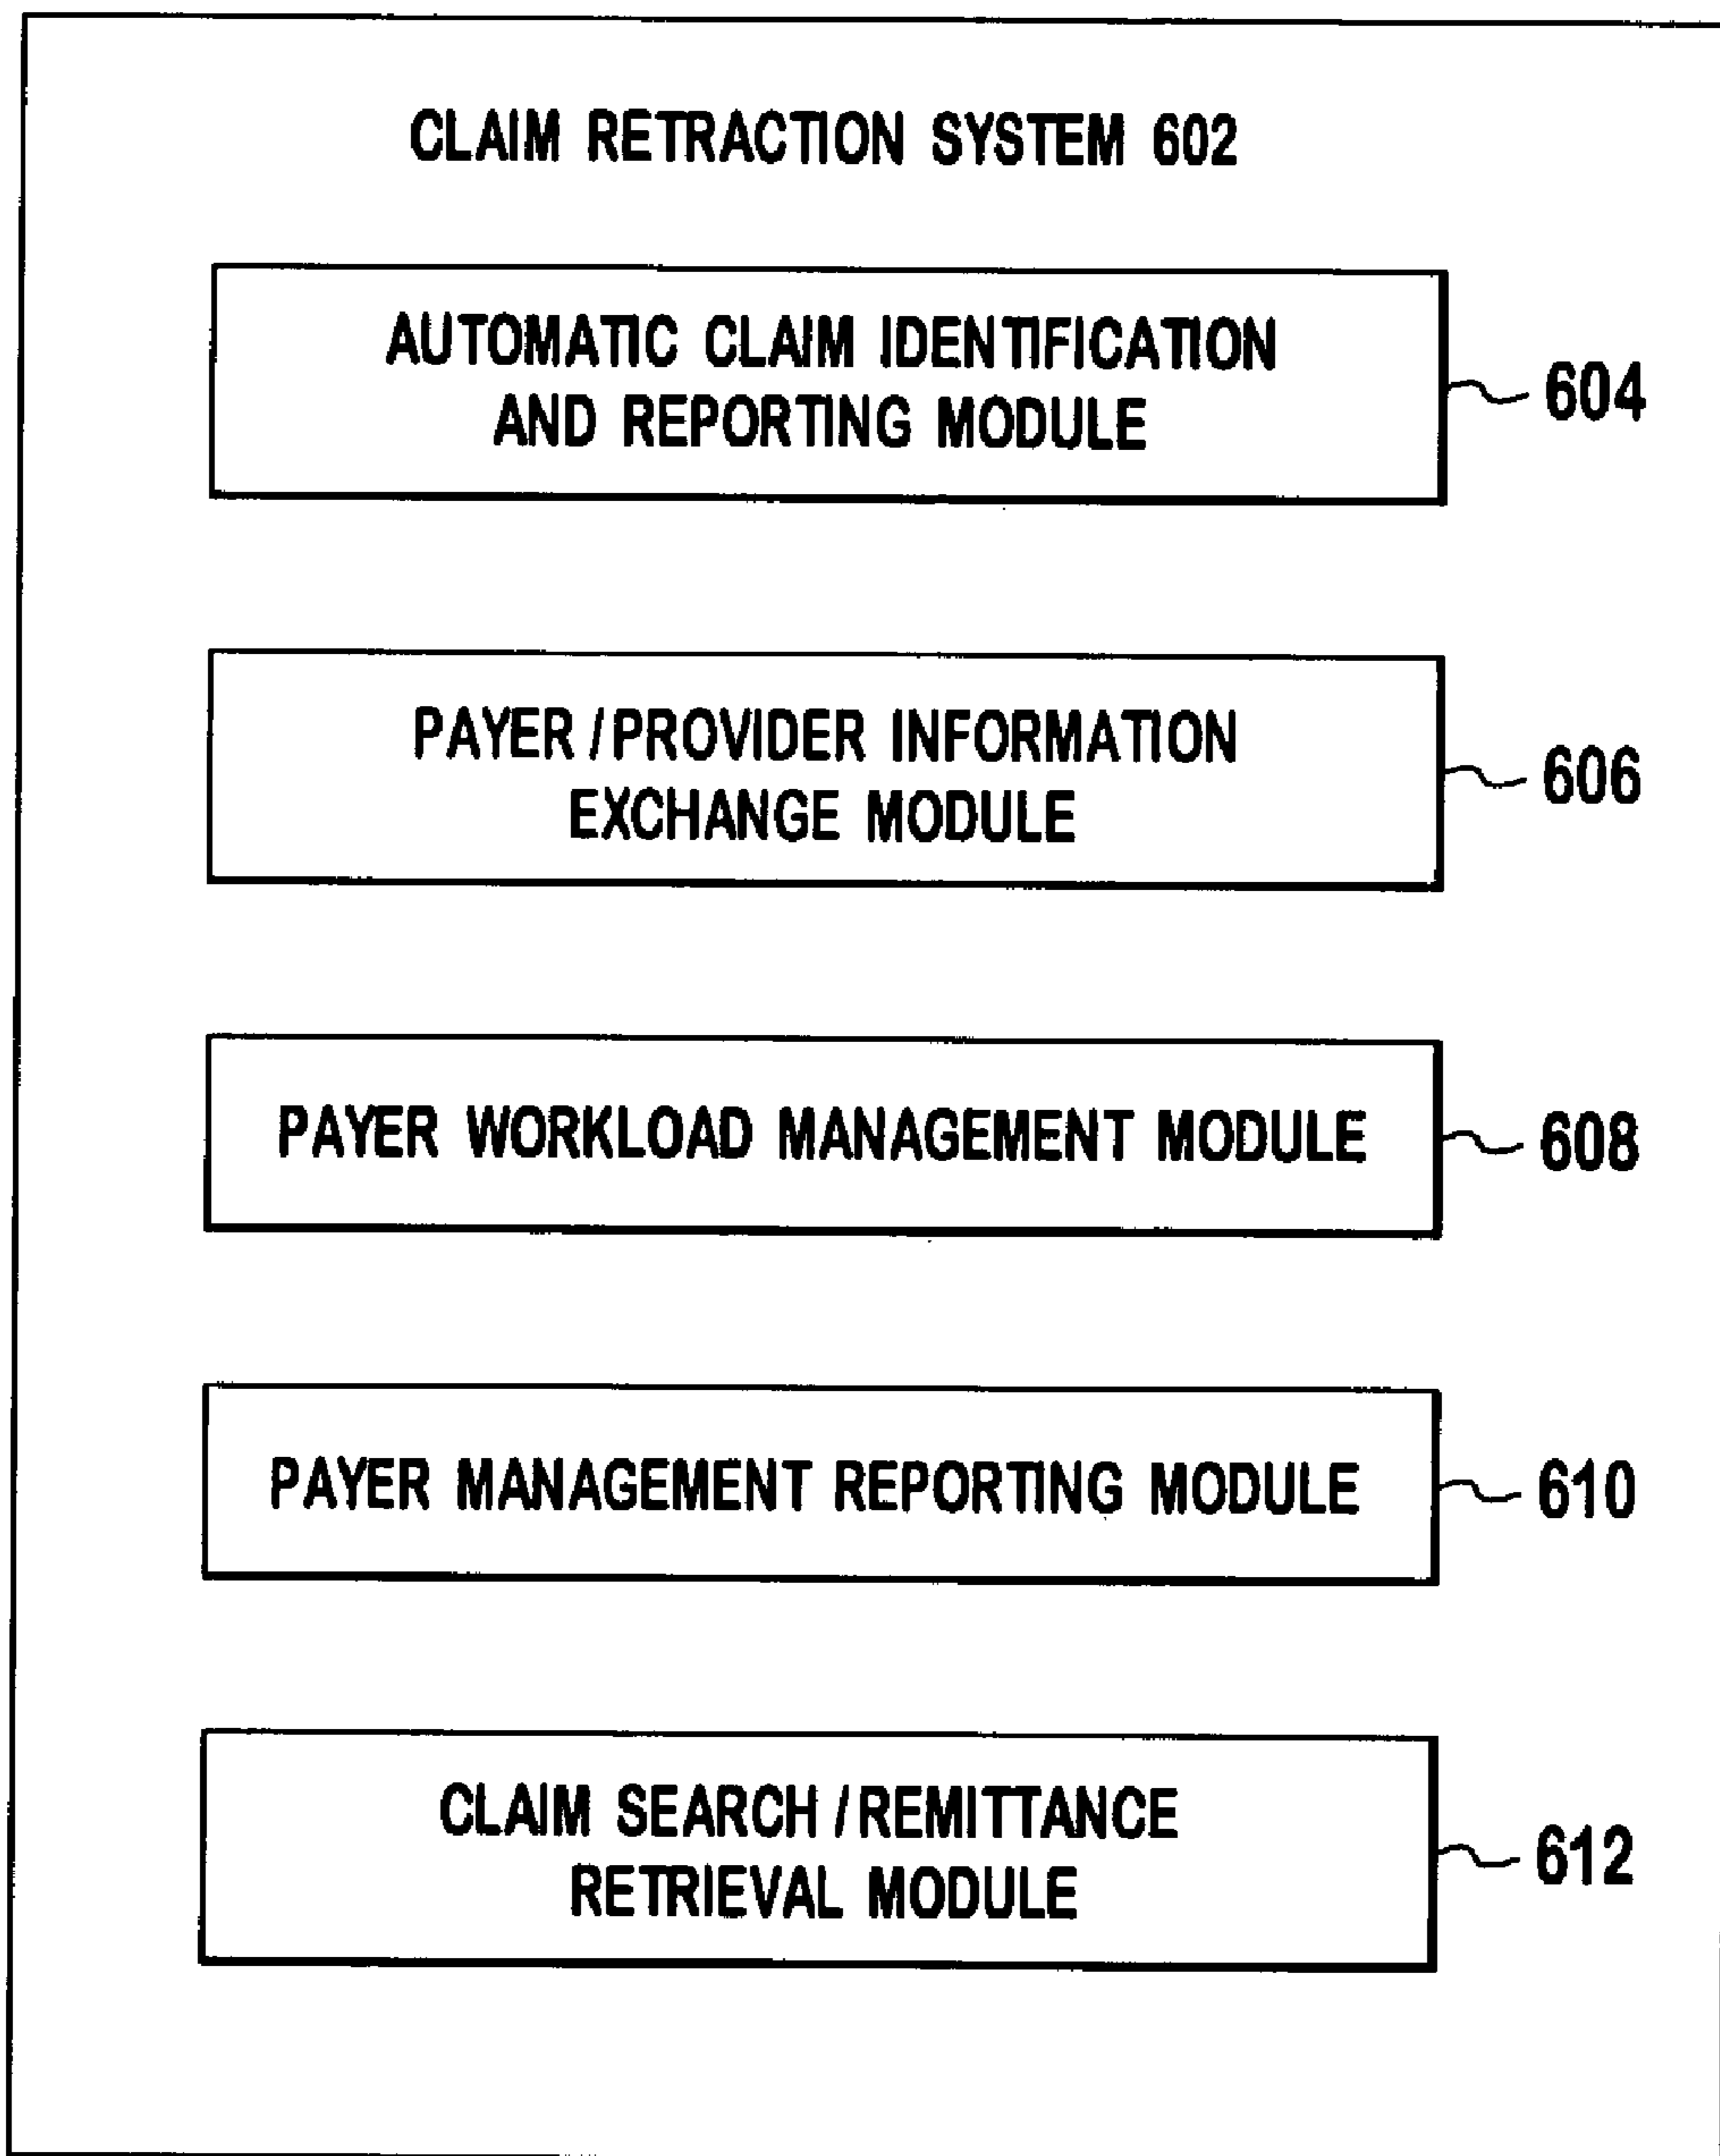 CLAIM RETRACTION SYSTEM 602
AUTOMATIC CLAIM IDENTIFICATION
AND REPORTING MODULE
604
PAYER/PROVIDER INFORMATION
EXCHANGE MODULE
606
PAYER WORKLOAD MANAGEMENT MODULE
608
PAYER MANAGEMENT REPORTING MODULE
610
CLAIM SEARCH/REMITTANCE
RETRIEVAL MODULE
612